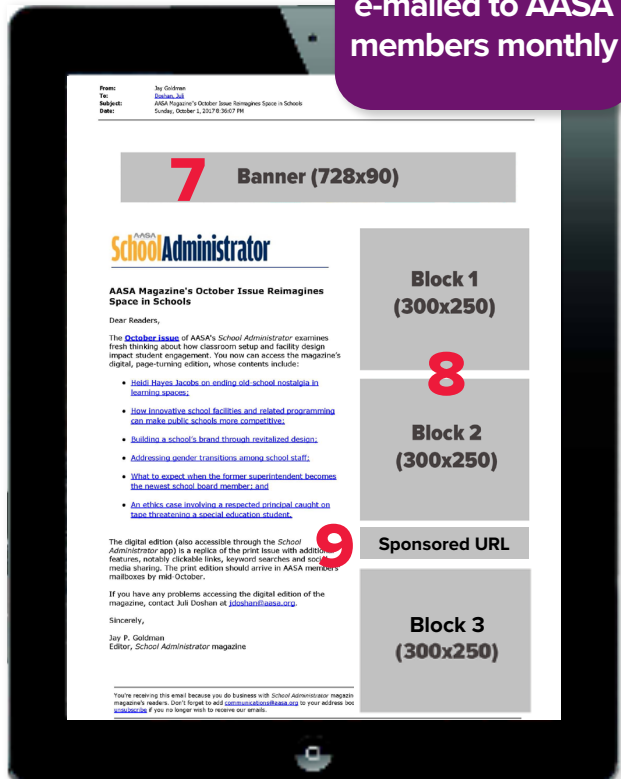 e-mailed to AASA
members monthly
From: Jay Goldman
To: Doshan, Juli
Subject: AASA Magazine's October Issue Reimagines Space in Schools
Date: Sunday, October 1, 2017 8:36:07 PM
7 Banner (728x90)
AASA
SchoolAdministrator
AASA Magazine's October Issue Reimagines
Space in Schools
Dear Readers,
The October issue of AASA's School Administrator examines
fresh thinking about how classroom setup and facility design
impact student engagement. You now can access the magazine's
digital, page-turning edition, whose contents include:
• Heidi Hayes Jacobs on ending old-school nostalgia in
learning spaces;
• How innovative school facilities and related programming
can make public schools more competitive;
• Building a school's brand through revitalized design;
• Addressing gender transitions among school staff;
• What to expect when the former superintendent becomes
the newest school board member; and
• An ethics case involving a respected principal caught on
tape threatening a special education student.
The digital edition (also accessible through the School
Administrator app) is a replica of the print issue with addition
features, notably clickable links, keyword searches and social
media sharing. The print edition should arrive in AASA members'
mailboxes by mid-October.
If you have any problems accessing the digital edition of the
magazine, contact Juli Doshan at jdoshan@aasa.org.
Sincerely,
Jay P. Goldman
Editor, School Administrator magazine
You're receiving this email because you do business with School Administrator magazin
magazine's readers. Don't forget to add communications@aasa.org to your address boo
unsubscribe if you no longer wish to receive our emails.
Block 1
(300x250)
8
Block 2
(300x250)
9 Sponsored URL
Block 3
(300x250)